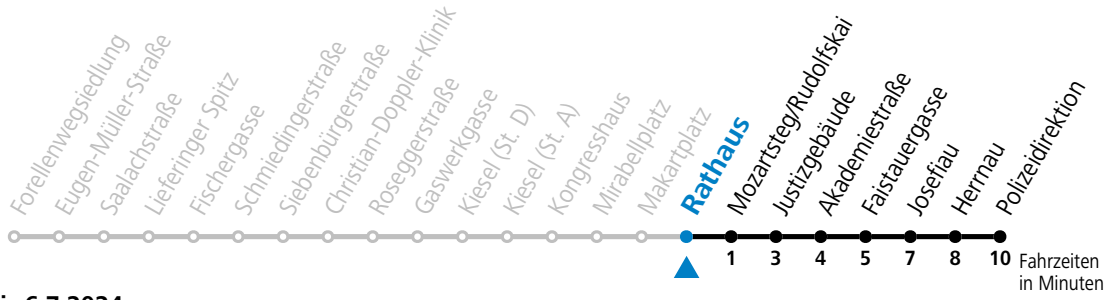 Forellenwegsiedlung
Eugen-Müller-Straße
Saalachstraße
Lieferinger Spitz
Fischergasse
Schmiedingerstraße
Siebenbürgerstraße
Christian-Doppler-Klinik
Roseggerstraße
Gaswerkgasse
Kiesel (St. D)
Kiesel (St. A)
Kongresshaus
Mirabellplatz
Makartplatz
Rathaus
Mozartsteg/Rudolfskai
Justizgebäude
Akademiestraße
Faistauergasse
Josefiau
Herrnau
Polizeidirektion
1 3 4 5 7 8 10 Fahrzeiten
in Minuten